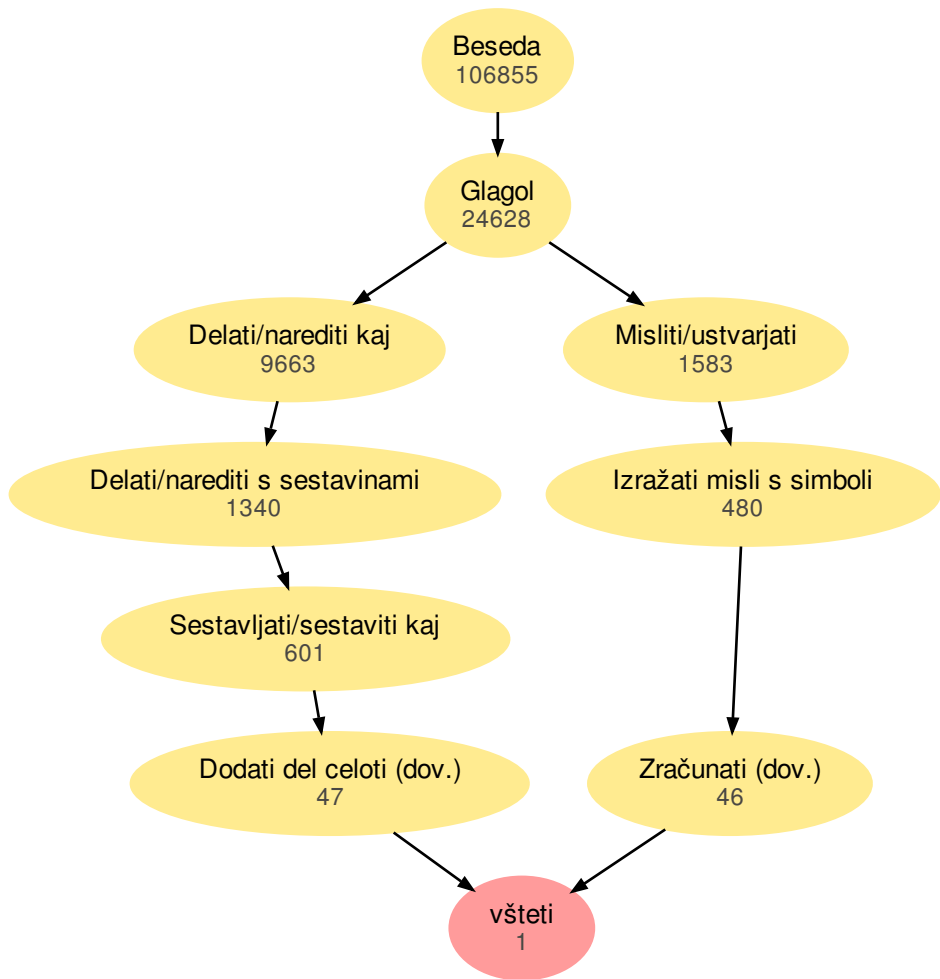 Beseda
106855
Glagol
24628
Delati/narediti kaj
9663
Misliti/ustvarjati
1583
Delati/narediti s sestavinami
1340
Izražati misli s simboli
480
Sestavljati/sestaviti kaj
601
Dodati del celoti (dov.)
47
Zračunati (dov.)
46
všteti
1